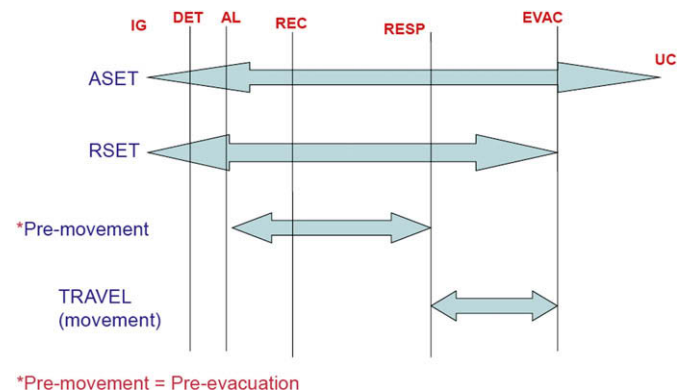 IG DET AL REC RESP EVAC UC
ASET
RSET
*Pre-movement
TRAVEL
(movement)
*Pre-movement = Pre-evacuation